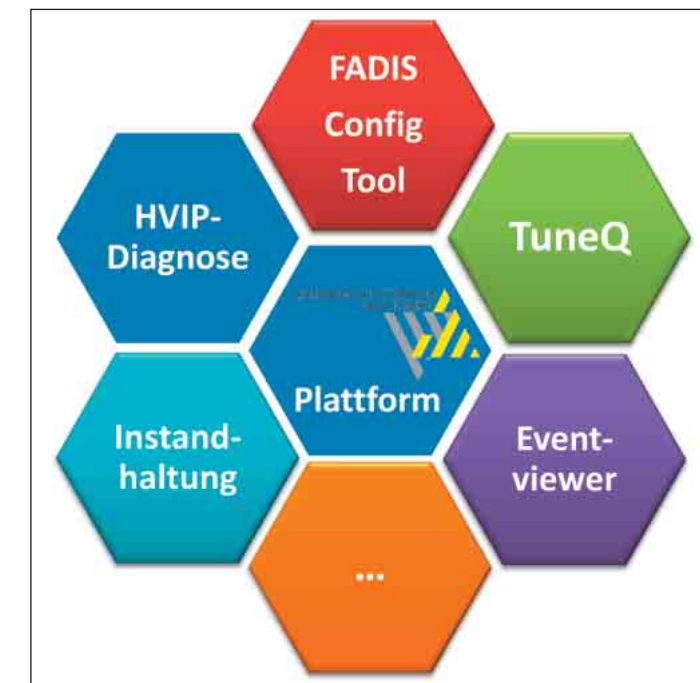 FADIS
Config
Tool
HVIP-
Diagnose
TuneQ
Plattform
Instand-
haltung
Event-
viewer
...